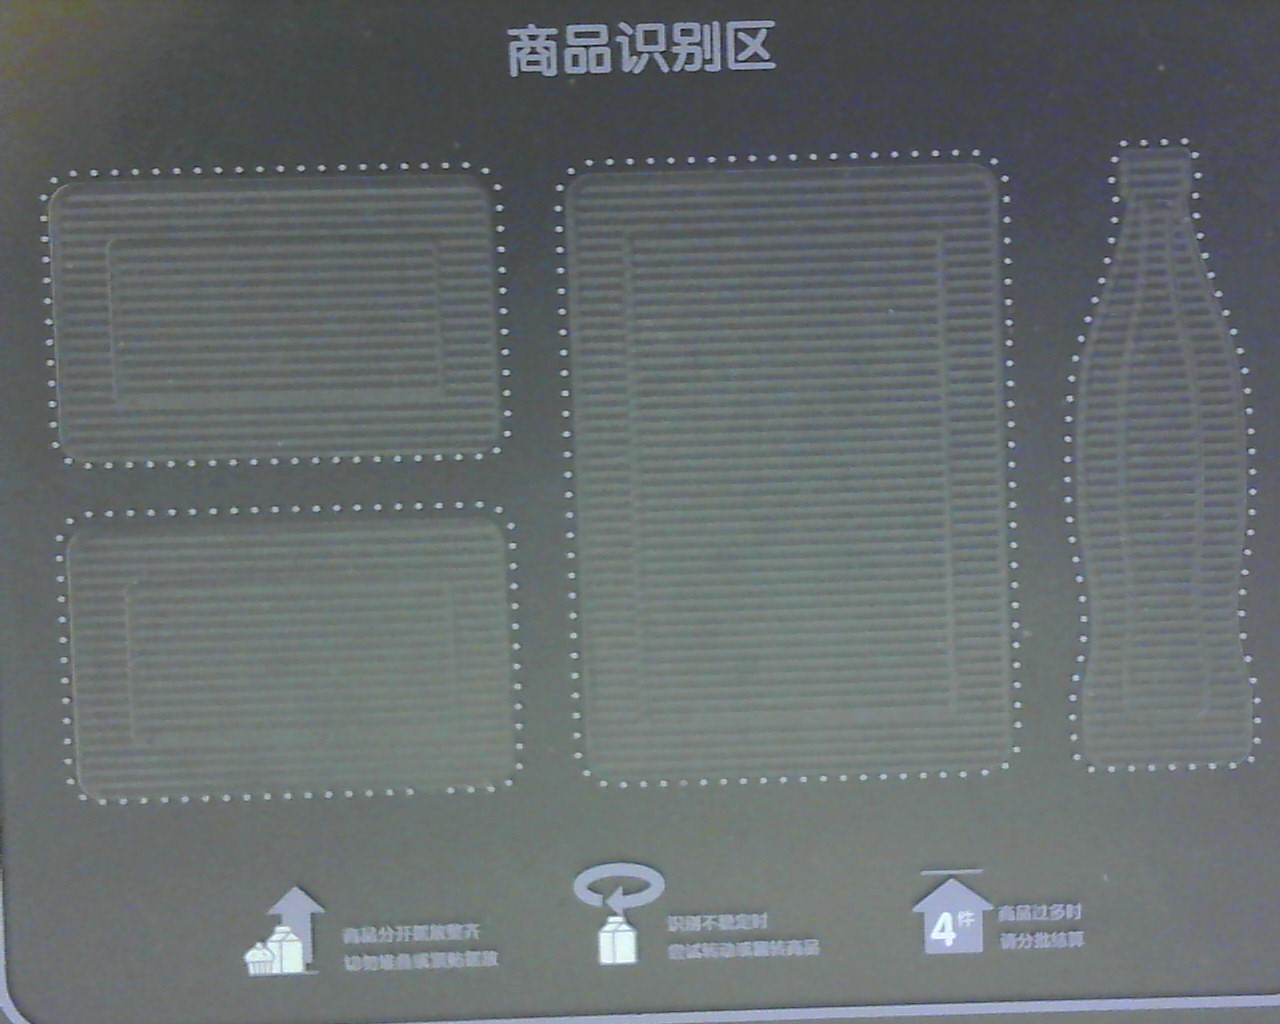 商品识别区
商品分开摆放整齐
切勿堆叠或紧贴摆放
识别不稳定时
尝试转动或翻转商品
4件
商品过多时
请分批结算